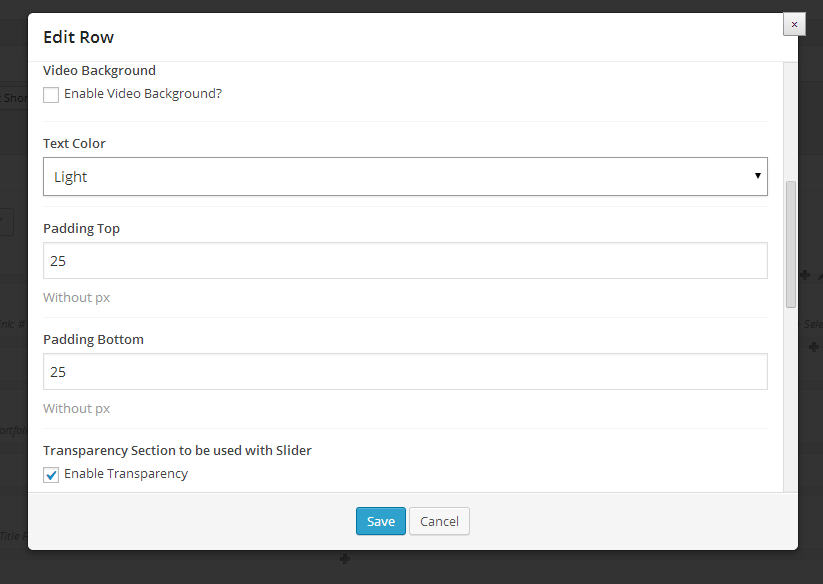 Edit Row
×
Video Background
Enable Video Background?
Text Color
Light
Padding Top
25
Without px
Padding Bottom
25
Without px
Transparency Section to be used with Slider
Enable Transparency
Save Cancel